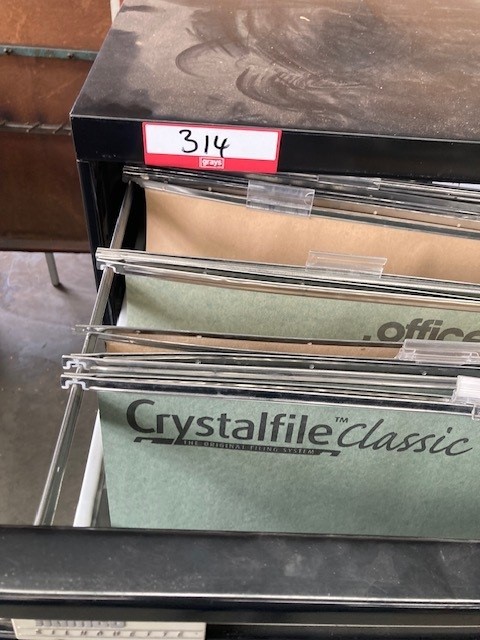 314
grays
.office
Crystalfile™ Classic
THE ORIGINAL FILING SYSTEM